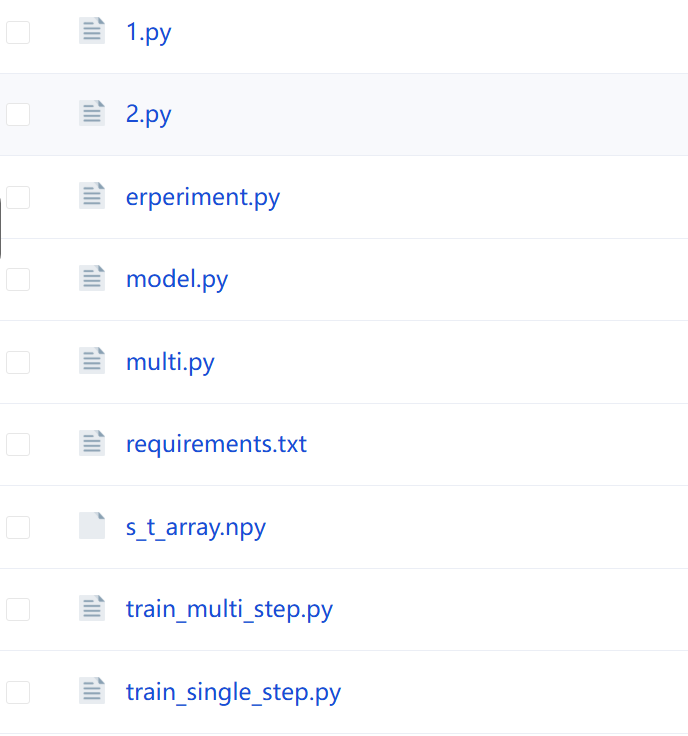 1.py
2.py
erperiment.py
model.py
multi.py
requirements.txt
s_t_array.npy
train_multi_step.py
train_single_step.py